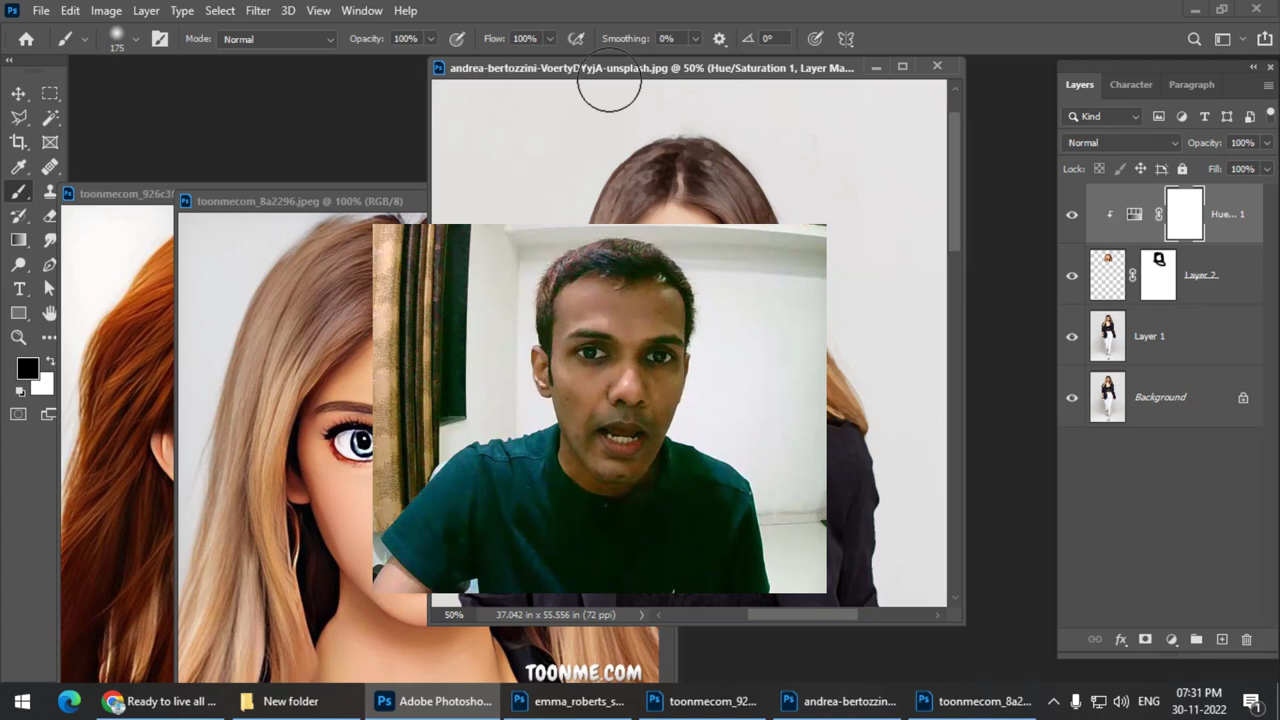 File Edit Image Layer Type Select Filter 3D View Window Help
175 Mode: Normal Opacity: 100% Flow: 100% Smoothing: 0% 0°
andrea-bertozzini-VoertyDYyjA-unsplash.jpg @ 50% (Hue/Saturation 1, Layer Ma...
Layers Character Paragraph
Kind
Normal Opacity: 100%
Lock: Fill: 100%
toonmecom_926c3f
toonmecom_8a2296.jpeg @ 100% (RGB/8)
Hue... 1
Layer 2
Layer 1
Background
50% 37.042 in x 55.556 in (72 ppi)
TOONME.COM
Ready to live all ... New folder Adobe Photosho... emma_roberts_s... toonmecom_92... andrea-bertozzin... toonmecom_8a2... ENG 07:31 PM
30-11-2022
1